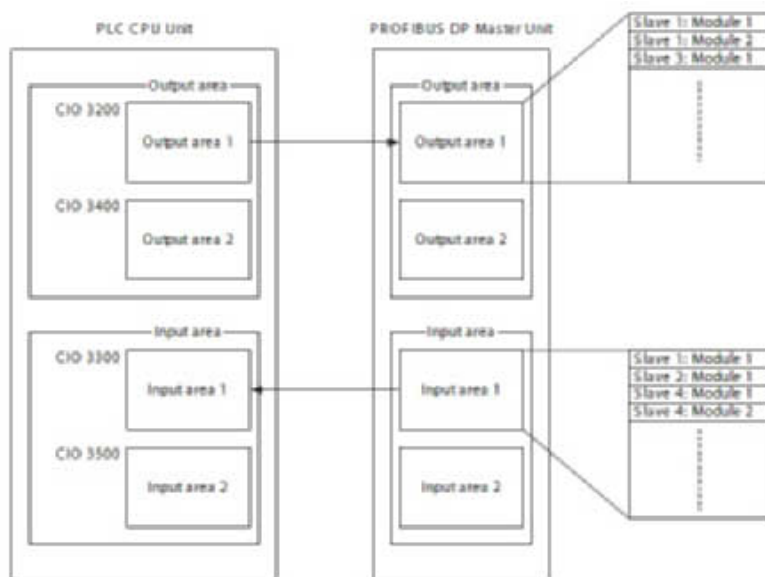 PLC CPU Unit
PROFIBUS DP Master Unit
Slave 1: Module 1
Slave 1: Module 2
Slave 3: Module 1
Output area
Output area
CIO 3200
Output area 1
Output area 1
CIO 3400
Output area 2
Output area 2
Input area
Input area
CIO 3300
Input area 1
Input area 1
Slave 1: Module 1
Slave 2: Module 1
Slave 4: Module 1
Slave 4: Module 2
CIO 3500
Input area 2
Input area 2